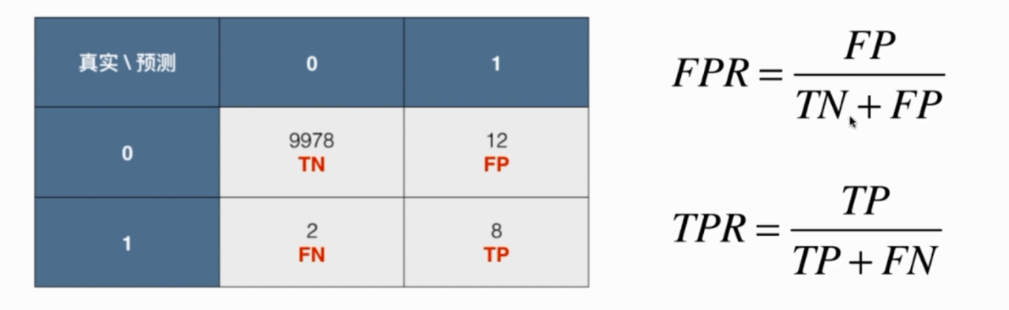 真实 \ 预测 0 1
0 9978 TN 12 FP
1 2 FN 8 TP
FPR = FP / (TN + FP)
TPR = TP / (TP + FN)